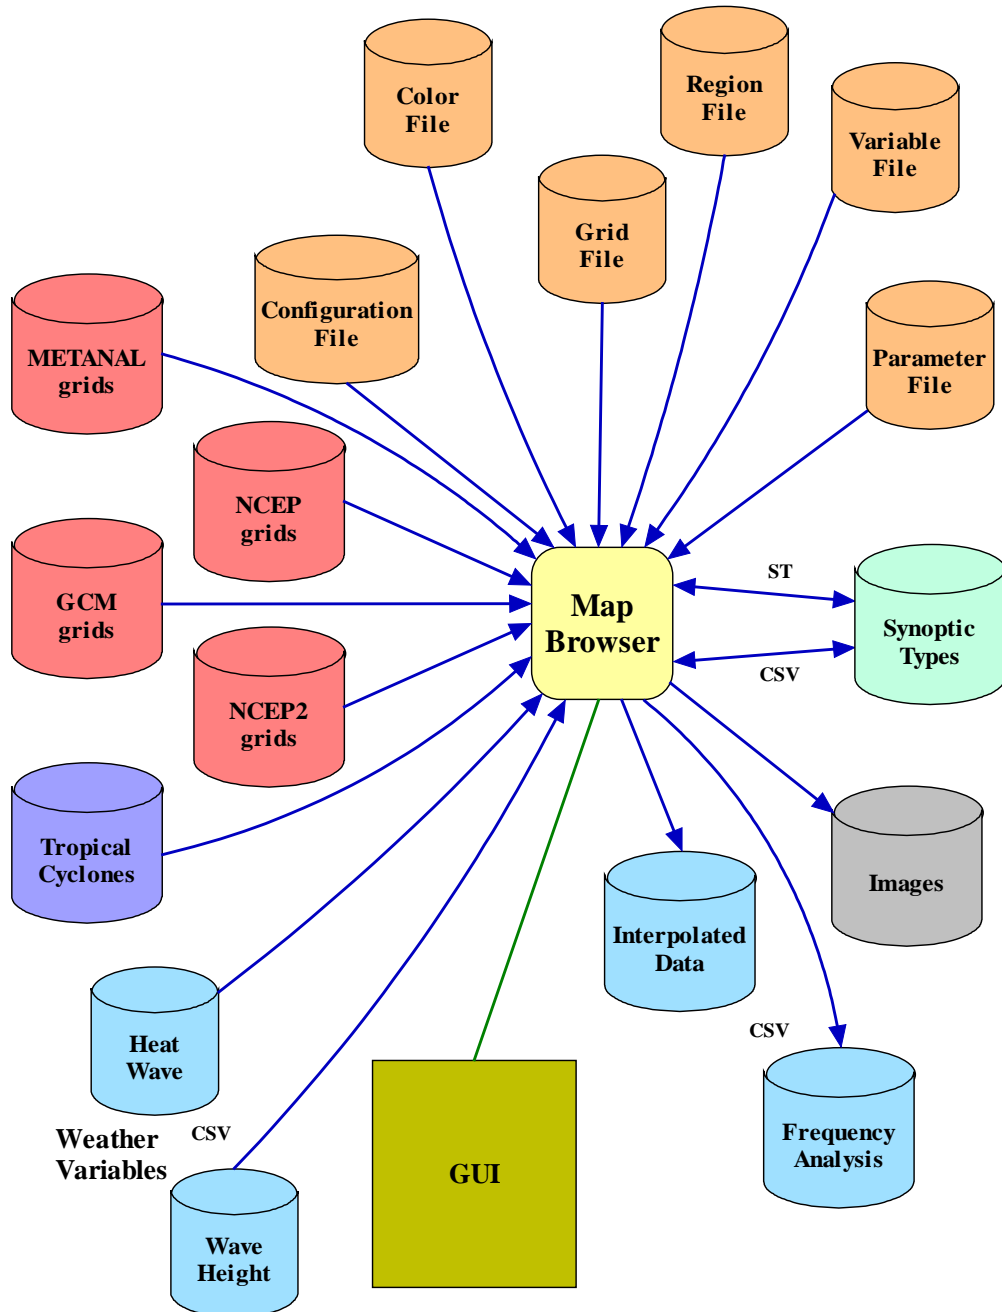 Region
File
Color
File
Variable
File
Grid
File
Configuration
File
METANAL
grids
Parameter
File
NCEP
grids
ST
GCM
grids
Map
Browser
Synoptic
Types
CSV
NCEP2
grids
Tropical
Cyclones
Images
Interpolated
Data
CSV
Heat
Wave
Weather
Variables
CSV
Frequency
Analysis
GUI
Wave
Height